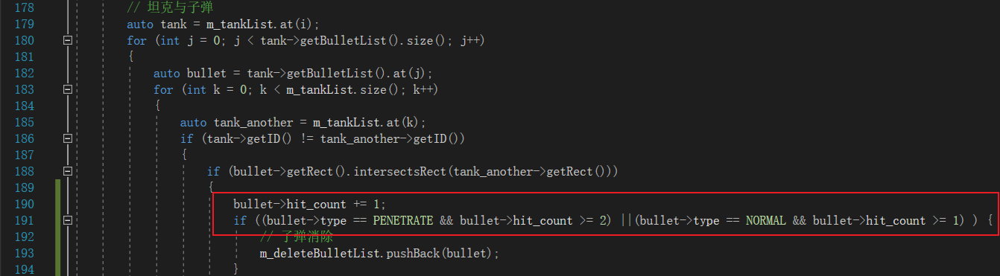 178 // 坦克与子弹
179 auto tank = m_tankList.at(i);
180 for (int j = 0; j < tank->getBulletList().size(); j++)
181 {
182 auto bullet = tank->getBulletList().at(j);
183 for (int k = 0; k < m_tankList.size(); k++)
184 {
185 auto tank_another = m_tankList.at(k);
186 if (tank->getID() != tank_another->getID())
187 {
188 if (bullet->getRect().intersectsRect(tank_another->getRect()))
189 {
190 bullet->hit_count += 1;
191 if ((bullet->type == PENETRATE && bullet->hit_count >= 2) ||(bullet->type == NORMAL && bullet->hit_count >= 1) ) {
192 // 子弹消除
193 m_deleteBulletList.pushBack(bullet);
194 }